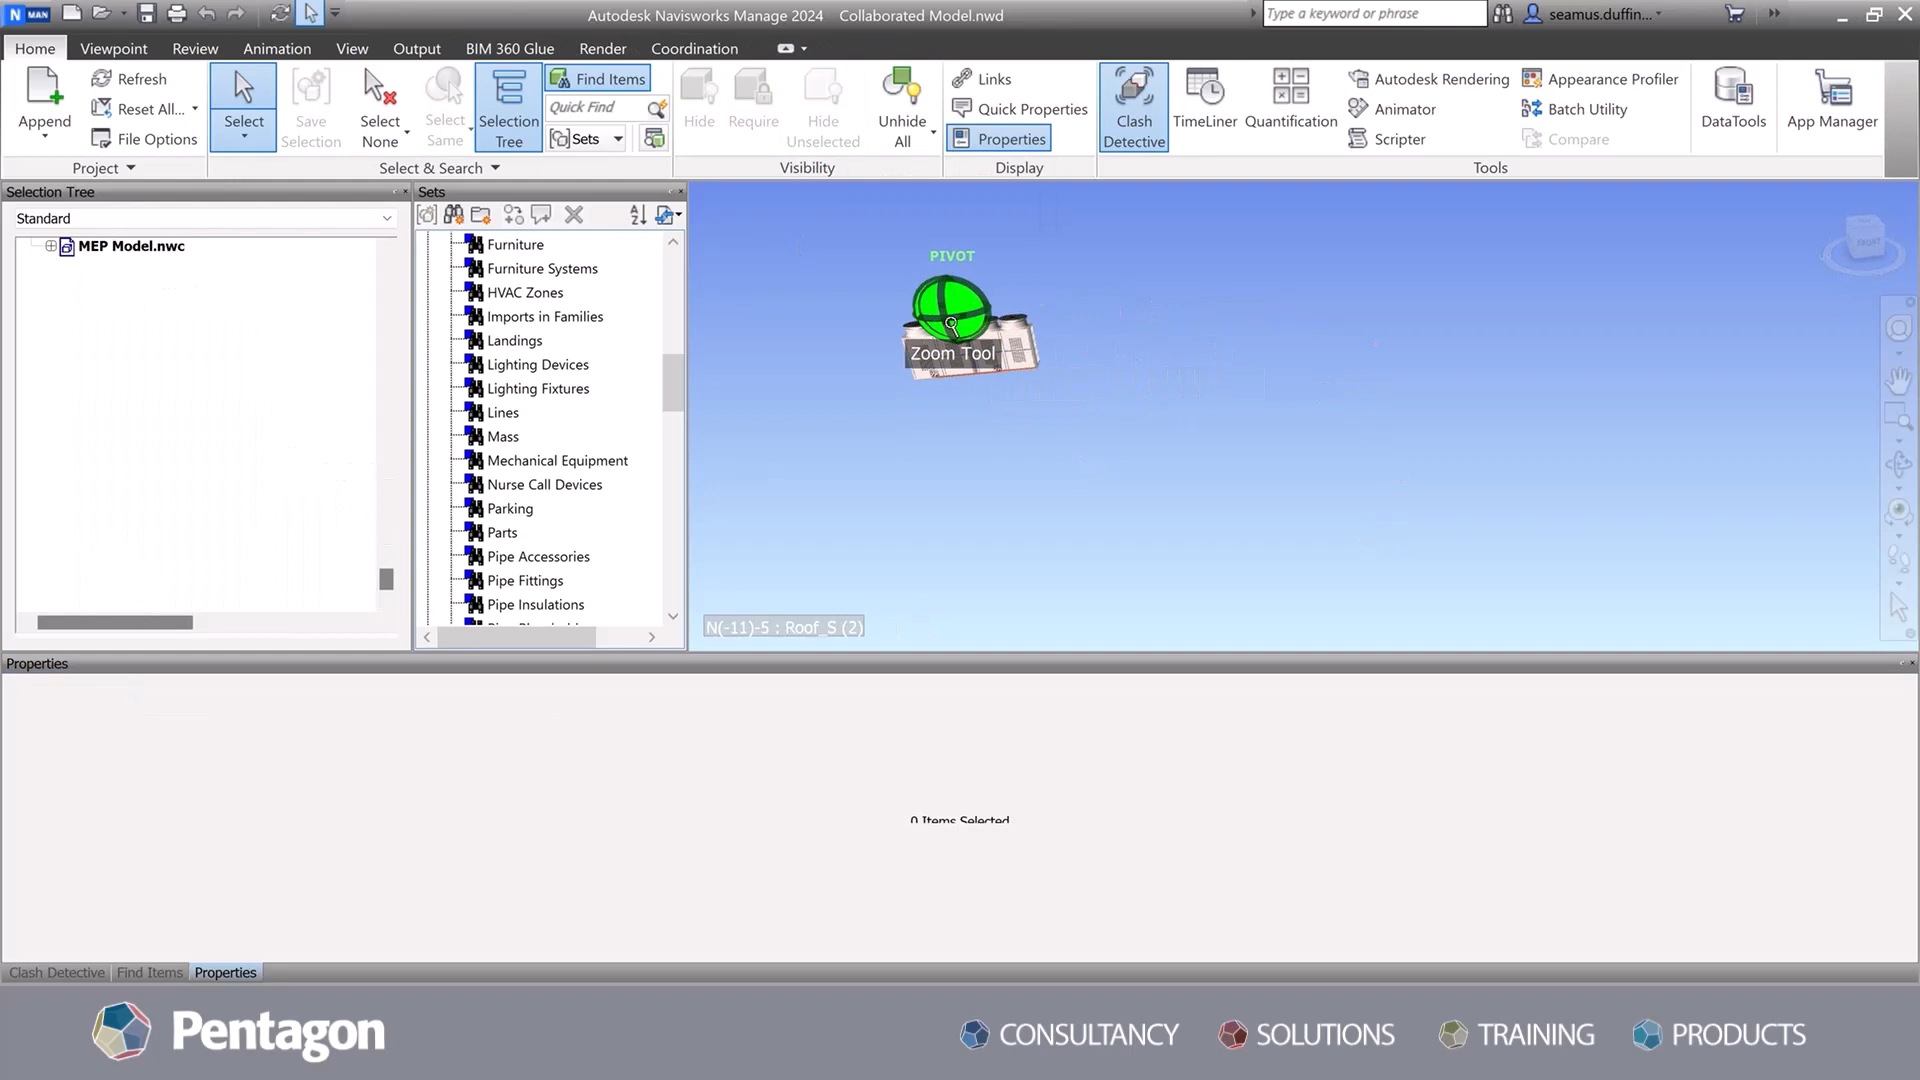 N MAN
Autodesk Navisworks Manage 2024 Collaborated Model.nwd
Type a keyword or phrase
seamus.duffin...
Home Viewpoint Review Animation View Output BIM 360 Glue Render Coordination
Append
Refresh
Reset All...
File Options
Project
Select
Save Selection
Select None
Select Same
Selection Tree
Find Items
Quick Find
Sets
Select & Search
Hide
Require
Hide Unselected
Unhide All
Visibility
Links
Quick Properties
Properties
Display
Clash Detective
TimeLiner
Quantification
Autodesk Rendering
Animator
Scripter
Appearance Profiler
Batch Utility
Compare
Tools
DataTools
App Manager
Selection Tree
Standard
MEP Model.nwc
Sets
Furniture
Furniture Systems
HVAC Zones
Imports in Families
Landings
Lighting Devices
Lighting Fixtures
Lines
Mass
Mechanical Equipment
Nurse Call Devices
Parking
Parts
Pipe Accessories
Pipe Fittings
Pipe Insulations
PIVOT
Zoom Tool
FRONT
N(-11)-5 : Roof_S (2)
Properties
0 Items Selected
Clash Detective Find Items Properties
Pentagon
CONSULTANCY SOLUTIONS TRAINING PRODUCTS